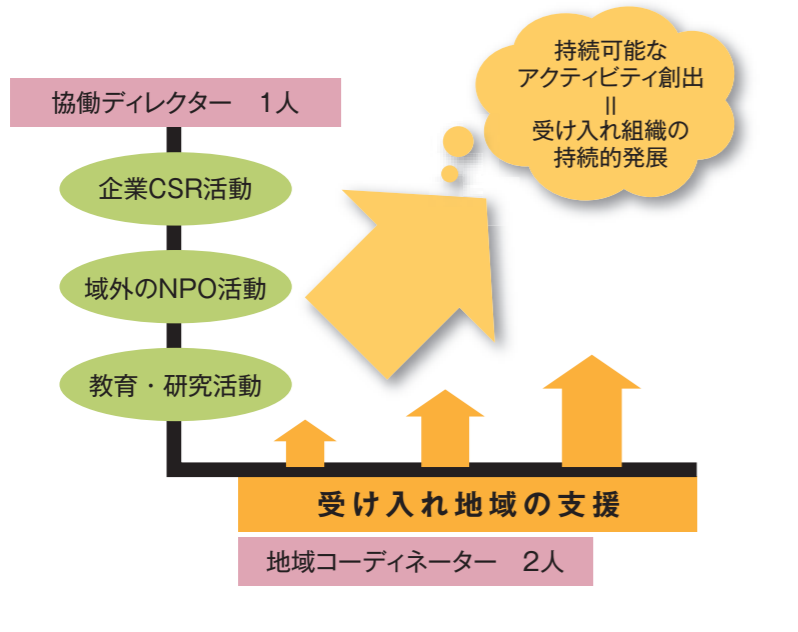 持続可能な
アクティビティ創出
＝
受け入れ組織の
持続的発展
協働ディレクター　1人
企業CSR活動
域外のNPO活動
教育・研究活動
受け入れ地域の支援
地域コーディネーター　2人